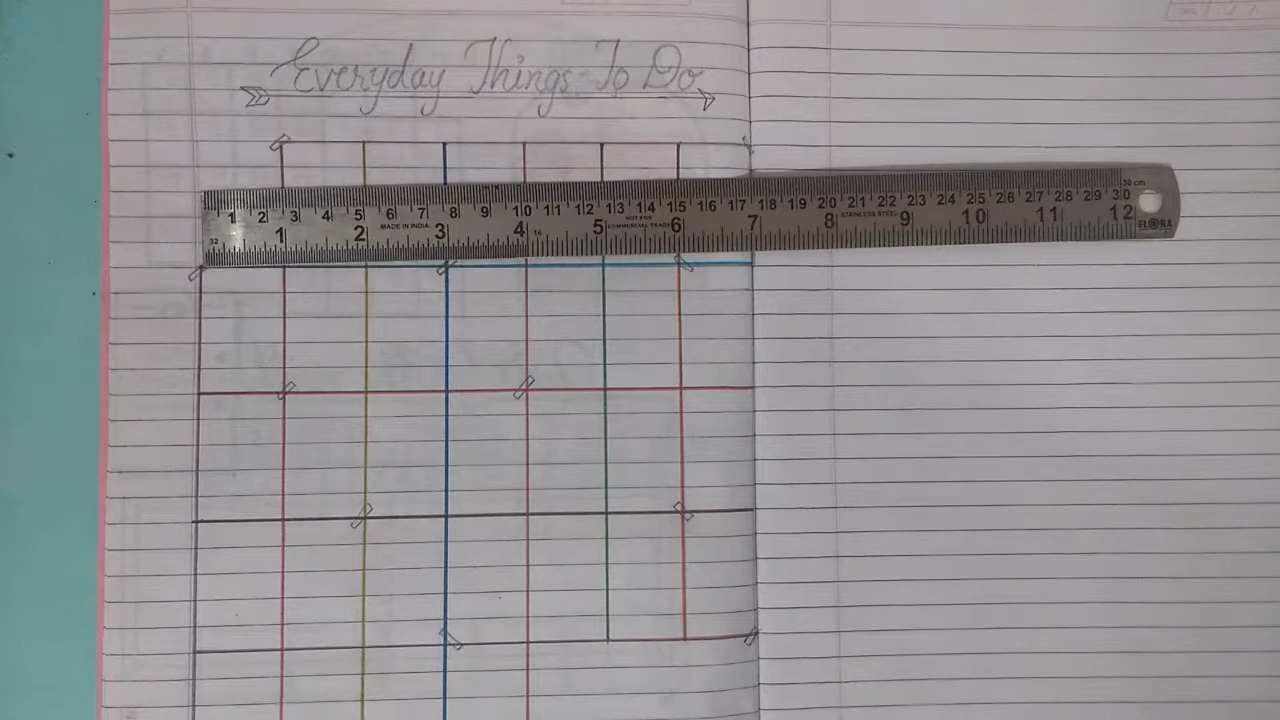 Everyday Things To Do
1 2 3 4 5 6 7 8 9 10 11 12 13 14 15 16 17 18 19 20 21 22 23 24 25 26 27 28 29 30 30 cm
MADE IN INDIA NOT FOR COMMERCIAL TRADE STAINLESS STEEL
32 1 2 3 4 16 5 6 7 8 9 10 11 12 ELORA